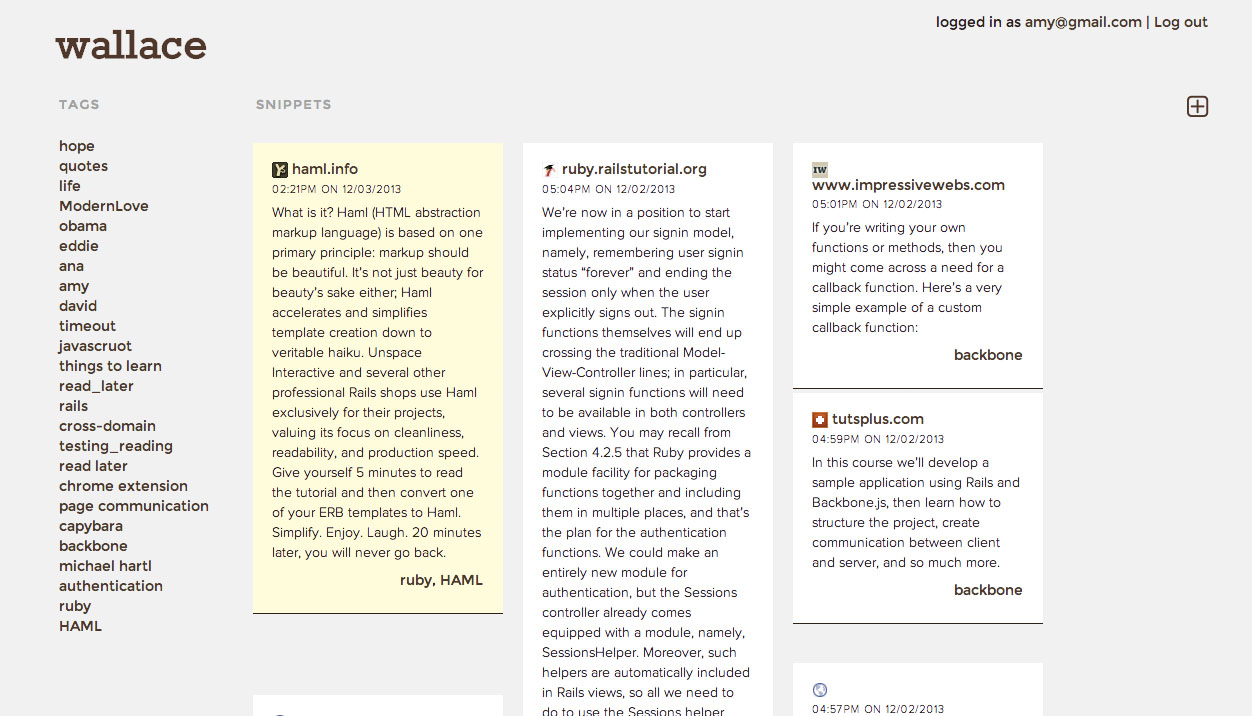 logged in as amy@gmail.com | Log out
wallace
TAGS
hope
quotes
life
ModernLove
obama
eddie
ana
amy
david
timeout
javascruot
things to learn
read_later
rails
cross-domain
testing_reading
read later
chrome extension
page communication
capybara
backbone
michael hartl
authentication
ruby
HAML
SNIPPETS
haml.info
02:21PM ON 12/03/2013
What is it? Haml (HTML abstraction
markup language) is based on one
primary principle: markup should
be beautiful. It's not just beauty for
beauty's sake either; Haml
accelerates and simplifies
template creation down to
veritable haiku. Unspace
Interactive and several other
professional Rails shops use Haml
exclusively for their projects,
valuing its focus on cleanliness,
readability, and production speed.
Give yourself 5 minutes to read
the tutorial and then convert one
of your ERB templates to Haml.
Simplify. Enjoy. Laugh. 20 minutes
later, you will never go back.
ruby, HAML
ruby.railstutorial.org
05:04PM ON 12/02/2013
We're now in a position to start
implementing our signin model,
namely, remembering user signin
status “forever” and ending the
session only when the user
explicitly signs out. The signin
functions themselves will end up
crossing the traditional Model-
View-Controller lines; in particular,
several signin functions will need
to be available in both controllers
and views. You may recall from
Section 4.2.5 that Ruby provides a
module facility for packaging
functions together and including
them in multiple places, and that's
the plan for the authentication
functions. We could make an
entirely new module for
authentication, but the Sessions
controller already comes
equipped with a module, namely,
SessionsHelper. Moreover, such
helpers are automatically included
in Rails views, so all we need to
do to use the Sessions helper
IW
www.impressivewebs.com
05:01PM ON 12/02/2013
If you're writing your own
functions or methods, then you
might come across a need for a
callback function. Here's a very
simple example of a custom
callback function:
backbone
tutsplus.com
04:59PM ON 12/02/2013
In this course we'll develop a
sample application using Rails and
Backbone.js, then learn how to
structure the project, create
communication between client
and server, and so much more.
backbone
04:57PM ON 12/02/2013